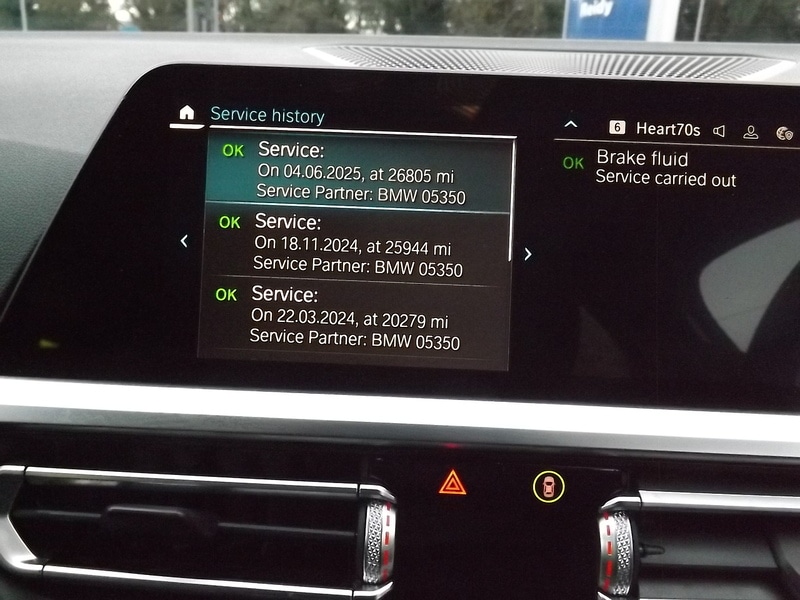 Reidy
Service history
6 Heart70s
OK Service:
On 04.06.2025, at 26805 mi
Service Partner: BMW 05350
OK Service:
On 18.11.2024, at 25944 mi
Service Partner: BMW 05350
OK Service:
On 22.03.2024, at 20279 mi
Service Partner: BMW 05350
OK Brake fluid
Service carried out